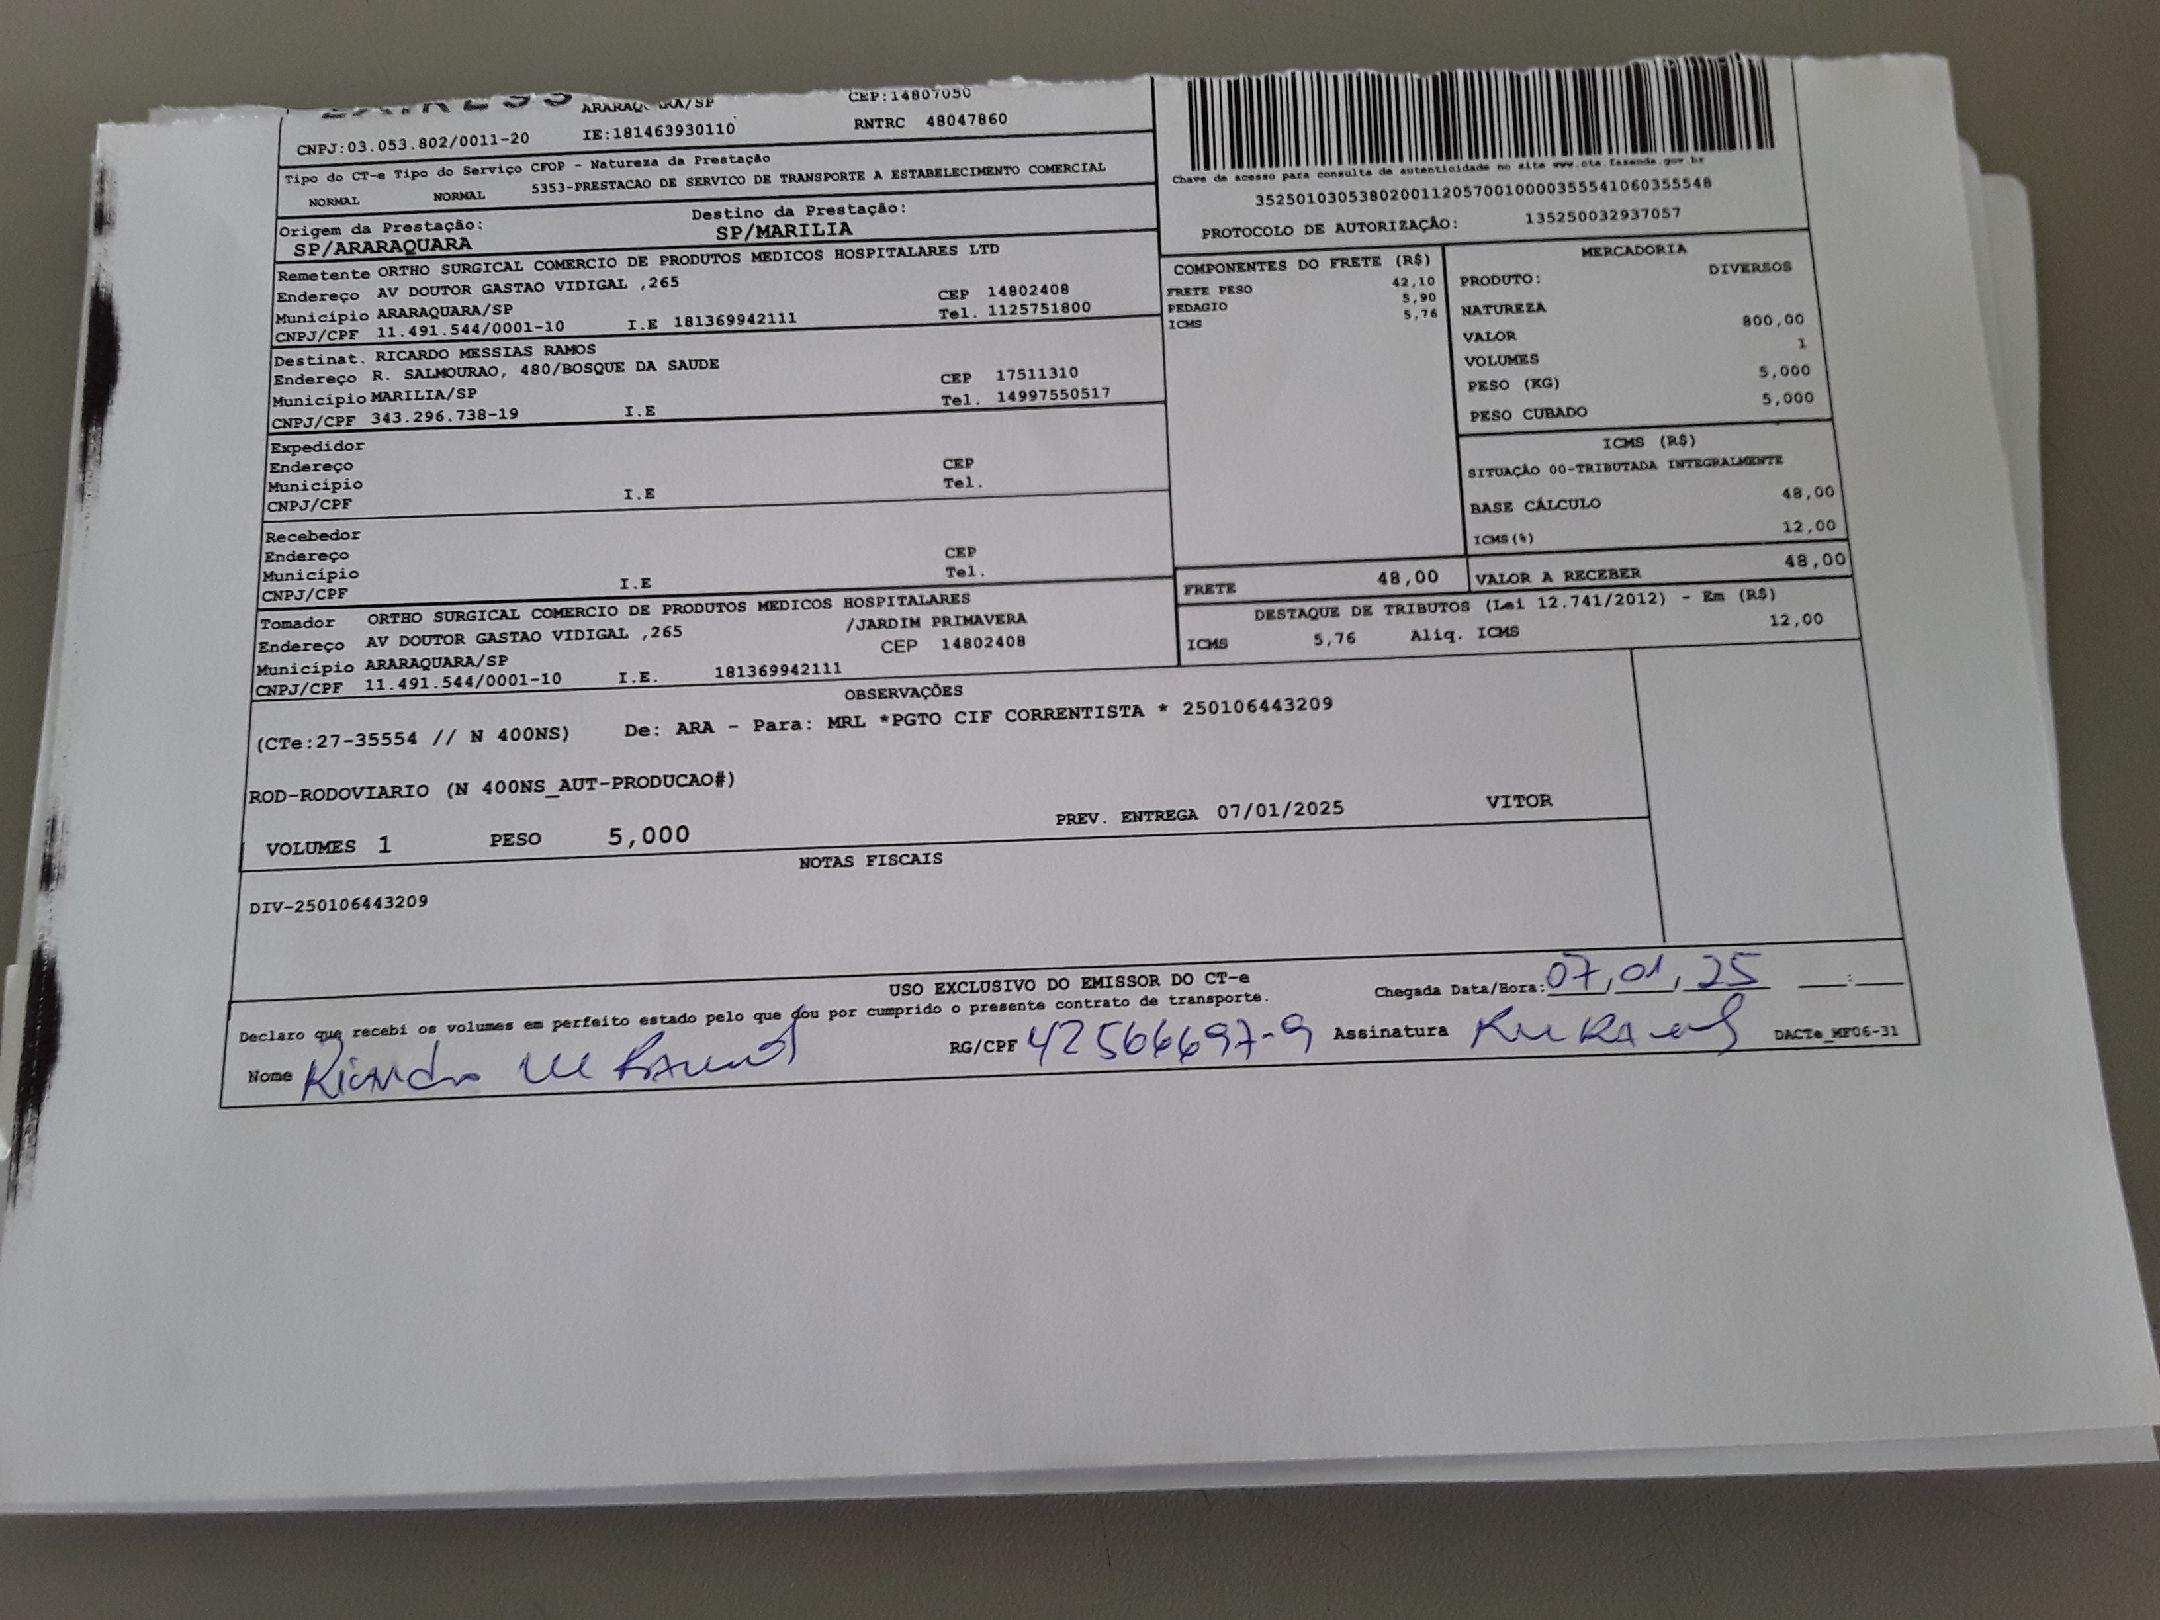 ARARAQUARA/SP CEP:14807050
CNPJ:03.053.802/0011-20 IE:181463930110 RNTRC 48047860
Tipo do CT-e Tipo do Serviço CFOP - Natureza da Prestação
NORMAL NORMAL 5353-PRESTACAO DE SERVICO DE TRANSPORTE A ESTABELECIMENTO COMERCIAL
Origem da Prestação: Destino da Prestação:
SP/ARARAQUARA SP/MARILIA
Chave de acesso para consulta de autenticidade no site www.cte.fazenda.gov.br
35250103053802001120570010000355541060355548
PROTOCOLO DE AUTORIZAÇÃO: 135250032937057
Remetente ORTHO SURGICAL COMERCIO DE PRODUTOS MEDICOS HOSPITALARES LTD
Endereço AV DOUTOR GASTAO VIDIGAL ,265
Município ARARAQUARA/SP CEP 14802408
CNPJ/CPF 11.491.544/0001-10 I.E 181369942111 Tel. 1125751800
Destinat. RICARDO MESSIAS RAMOS
Endereço R. SALMOURAO, 480/BOSQUE DA SAUDE
Município MARILIA/SP CEP 17511310
CNPJ/CPF 343.296.738-19 I.E Tel. 14997550517
Expedidor
Endereço
Município CEP
CNPJ/CPF I.E Tel.
Recebedor
Endereço
Município CEP
CNPJ/CPF I.E Tel.
Tomador ORTHO SURGICAL COMERCIO DE PRODUTOS MEDICOS HOSPITALARES
Endereço AV DOUTOR GASTAO VIDIGAL ,265 /JARDIM PRIMAVERA
Município ARARAQUARA/SP CEP 14802408
CNPJ/CPF 11.491.544/0001-10 I.E. 181369942111
COMPONENTES DO FRETE (R$)
FRETE PESO 42,10
PEDAGIO 5,90
ICMS 5,76
MERCADORIA
PRODUTO: DIVERSOS
NATUREZA
VALOR 800,00
VOLUMES 1
PESO (KG) 5,000
PESO CUBADO 5,000
ICMS (R$)
SITUAÇÃO 00-TRIBUTADA INTEGRALMENTE
BASE CÁLCULO 48,00
ICMS(%) 12,00
FRETE 48,00 VALOR A RECEBER 48,00
DESTAQUE DE TRIBUTOS (Lei 12.741/2012) - Em (R$)
ICMS 5,76 Aliq. ICMS 12,00
OBSERVAÇÕES
(CTe:27-35554 // N 400NS) De: ARA - Para: MRL *PGTO CIF CORRENTISTA * 250106443209
ROD-RODOVIARIO (N 400NS_AUT-PRODUCAO#)
VOLUMES 1 PESO 5,000 PREV. ENTREGA 07/01/2025 VITOR
NOTAS FISCAIS
DIV-250106443209
USO EXCLUSIVO DO EMISSOR DO CT-e
Declaro que recebi os volumes em perfeito estado pelo que dou por cumprido o presente contrato de transporte. Chegada Data/Hora: 07,01,25 :
Nome Ricardo M Ramos RG/CPF 42566697-9 Assinatura DACTe_MF06-31